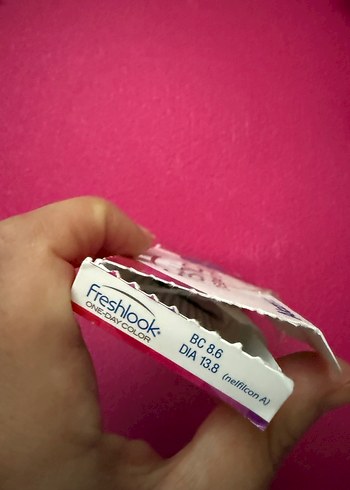 Freshlook
ONE-DAY COLOR
BC 8.6
DIA 13.8
(nelfilcon A)